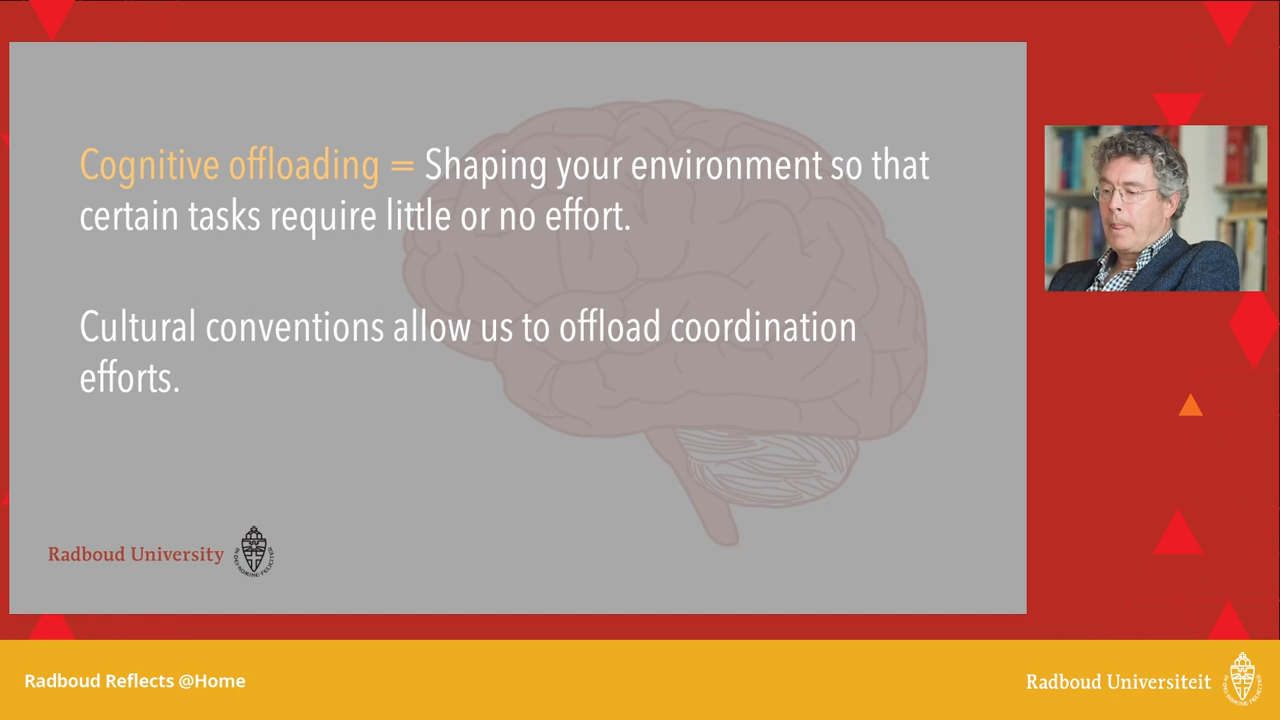 Cognitive offloading = Shaping your environment so that
certain tasks require little or no effort.
Cultural conventions allow us to offload coordination
efforts.
Radboud University
Radboud Reflects @Home
Radboud Universiteit